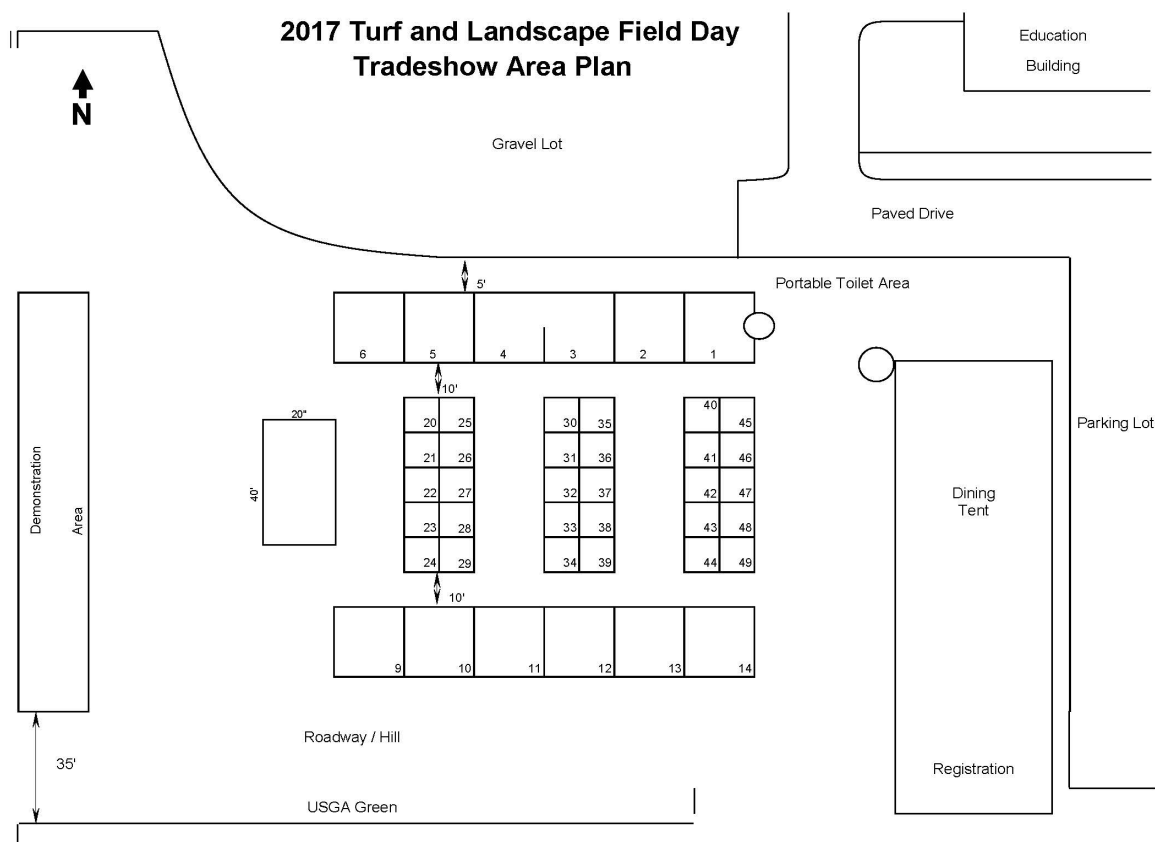 2017 Turf and Landscape Field Day
Tradeshow Area Plan
Education
Building
N
Gravel Lot
Paved Drive
Portable Toilet Area
5'
6 5 4 3 2 1
10'
20"
40'
20 25 30 35 40 45
21 26 31 36 41 46
22 27 32 37 42 47
23 28 33 38 43 48
24 29 34 39 44 49
Parking Lot
Demonstration
Area
Dining
Tent
10'
9 10 11 12 13 14
Roadway / Hill
35'
Registration
USGA Green